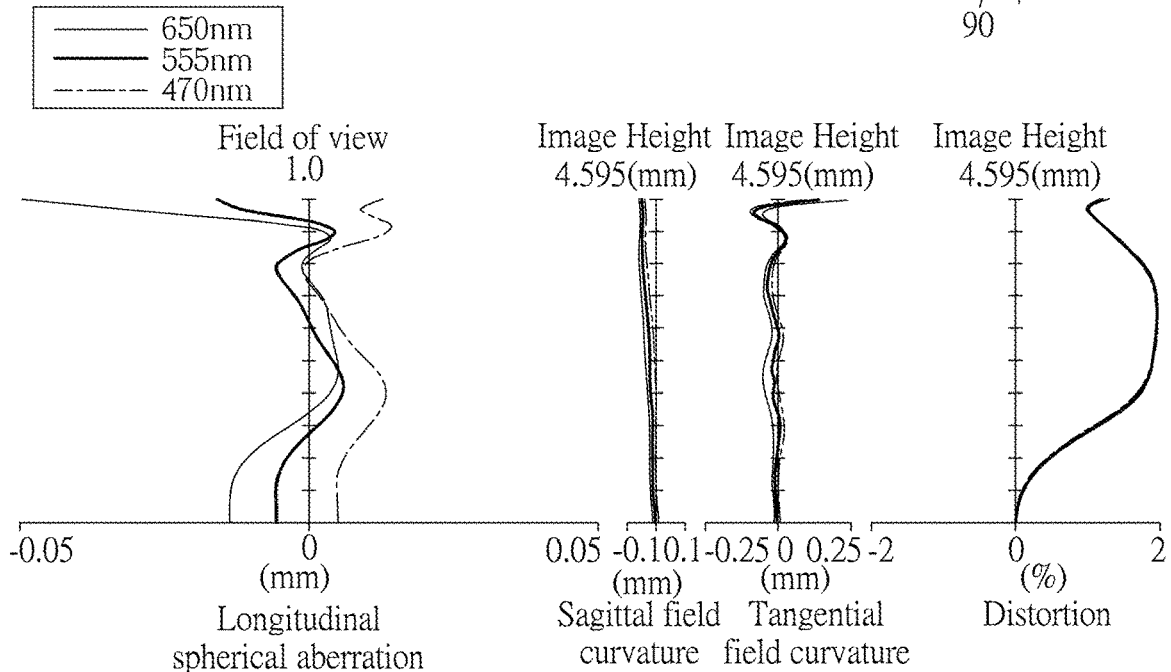 90
650nm
555nm
470nm
Field of view
1.0
Image Height
4.595(mm)
Image Height
4.595(mm)
Image Height
4.595(mm)
-0.05
0
0.05
(mm)
Longitudinal
spherical aberration
-0.1
0
0.1
(mm)
Sagittal field
curvature
-0.25
0
0.25
(mm)
Tangential
field curvature
-2
0
2
(%)
Distortion